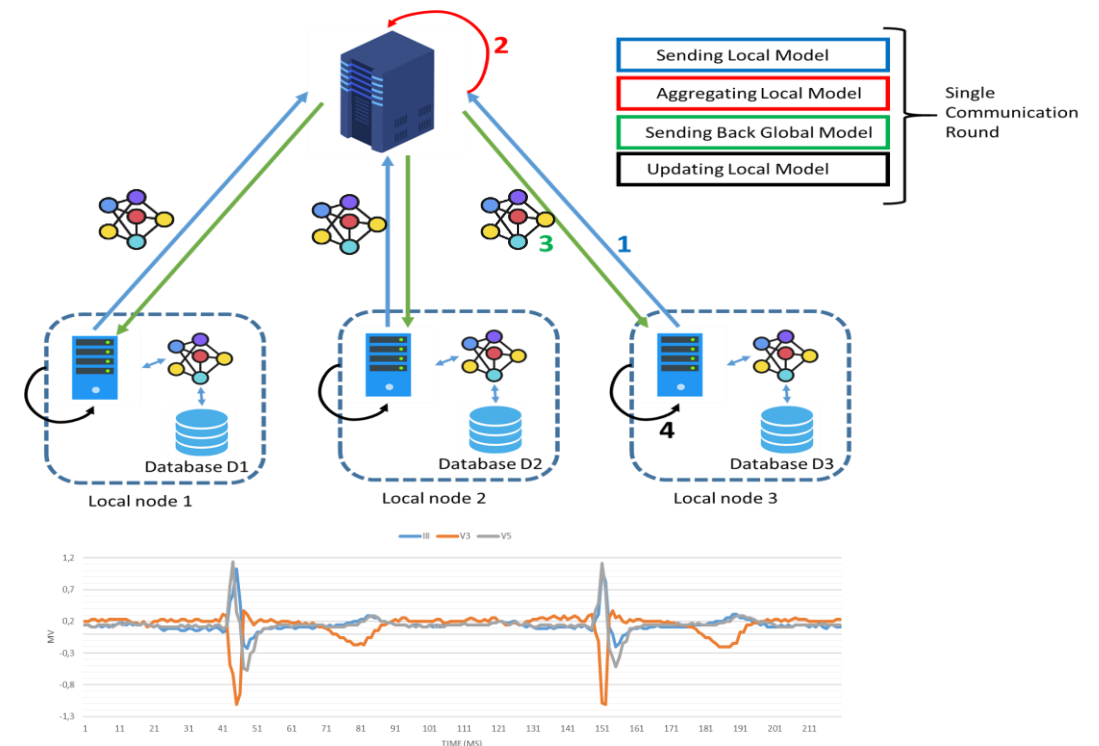 2
Sending Local Model
Aggregating Local Model
Sending Back Global Model
Updating Local Model
Single
Communication
Round
3
1
4
Database D1
Database D2
Database D3
Local node 1
Local node 2
Local node 3
III V3 V5
1,2
0,7
0,2
-0,3
-0,8
-1,3
MV
1 11 21 31 41 51 61 71 81 91 101 111 121 131 141 151 161 171 181 191 201 211
TIME (MS)